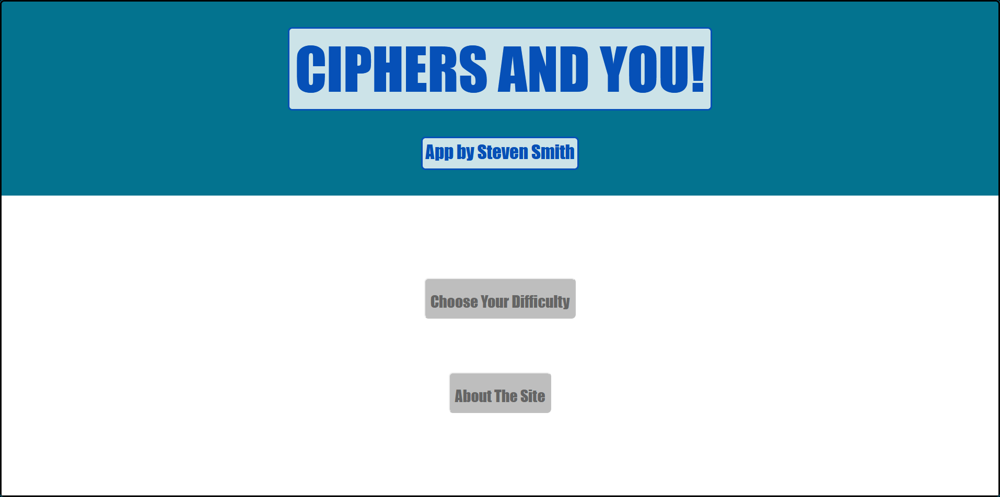 CIPHERS AND YOU!
App by Steven Smith
Choose Your Difficulty
About The Site